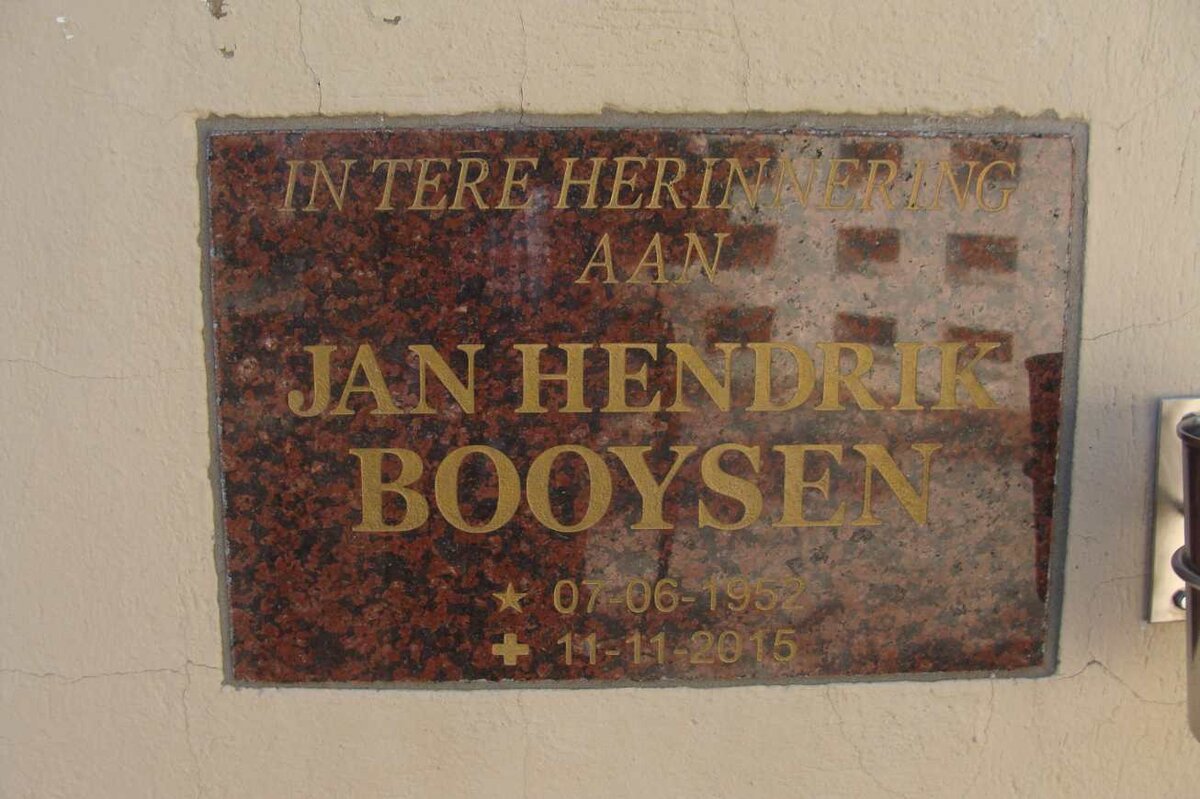 IN TERE HERINNERING
AAN
JAN HENDRIK
BOOYSEN
★ 07-06-1952
✚ 11-11-2015